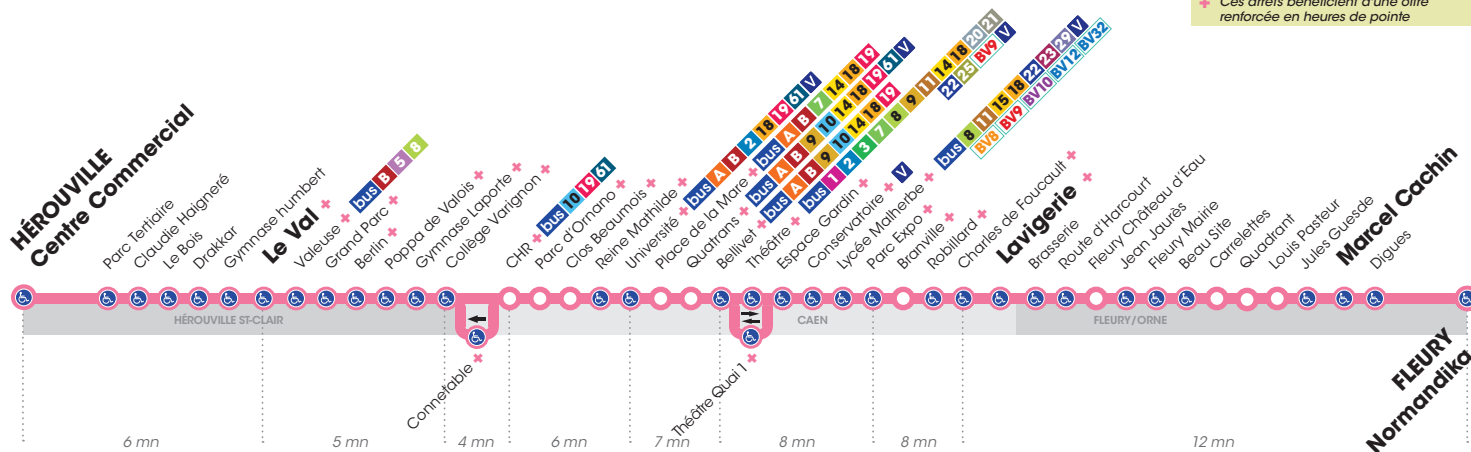 Ces arrêts bénéficient d'une offre
renforcée en heures de pointe
HÉROUVILLE
Centre Commercial
Parc Tertiaire
Claudie Haigneré
Le Bois
Drakkar
Gymnase humbert
Le Val
bus B 5 8
Valeuse
Grand Parc
Berlin
Poppa de Valois
Gymnase Laporte
Collège Varignon
CHR
bus 10 19 61
Parc d'Ornano
Clos Beaumois
Reine Mathilde
Université
bus A B 2 18 19 61 V
Place de la Mare
bus A B 7 14 18 19
Quatrans
bus A B 9 10 14 18 19 61 V
Bellivet
bus A B 9 10 14 18 19
Théâtre
bus 1 2 3 7 8 9 11 14 18 20 21
22 25 BV9 V
Espace Gardin
Conservatoire
V
Lycée Malherbe
bus 8 11 15 18 22 23 29 V
BV8 BV9 BV10 BV12 BV32
Parc Expo
Branville
Robillard
Charles de Foucault
Lavigerie
Brasserie
Route d'Harcourt
Fleury Château d'Eau
Jean Jaurès
Fleury Mairie
Beau Site
Carrelettes
Quadrant
Louis Pasteur
Jules Guesde
Marcel Cachin
Digues
FLEURY
Normandika
HÉROUVILLE ST-CLAIR
CAEN
FLEURY/ORNE
Connetable
Théâtre Quai 1
6 mn
5 mn
4 mn
6 mn
7 mn
8 mn
8 mn
12 mn